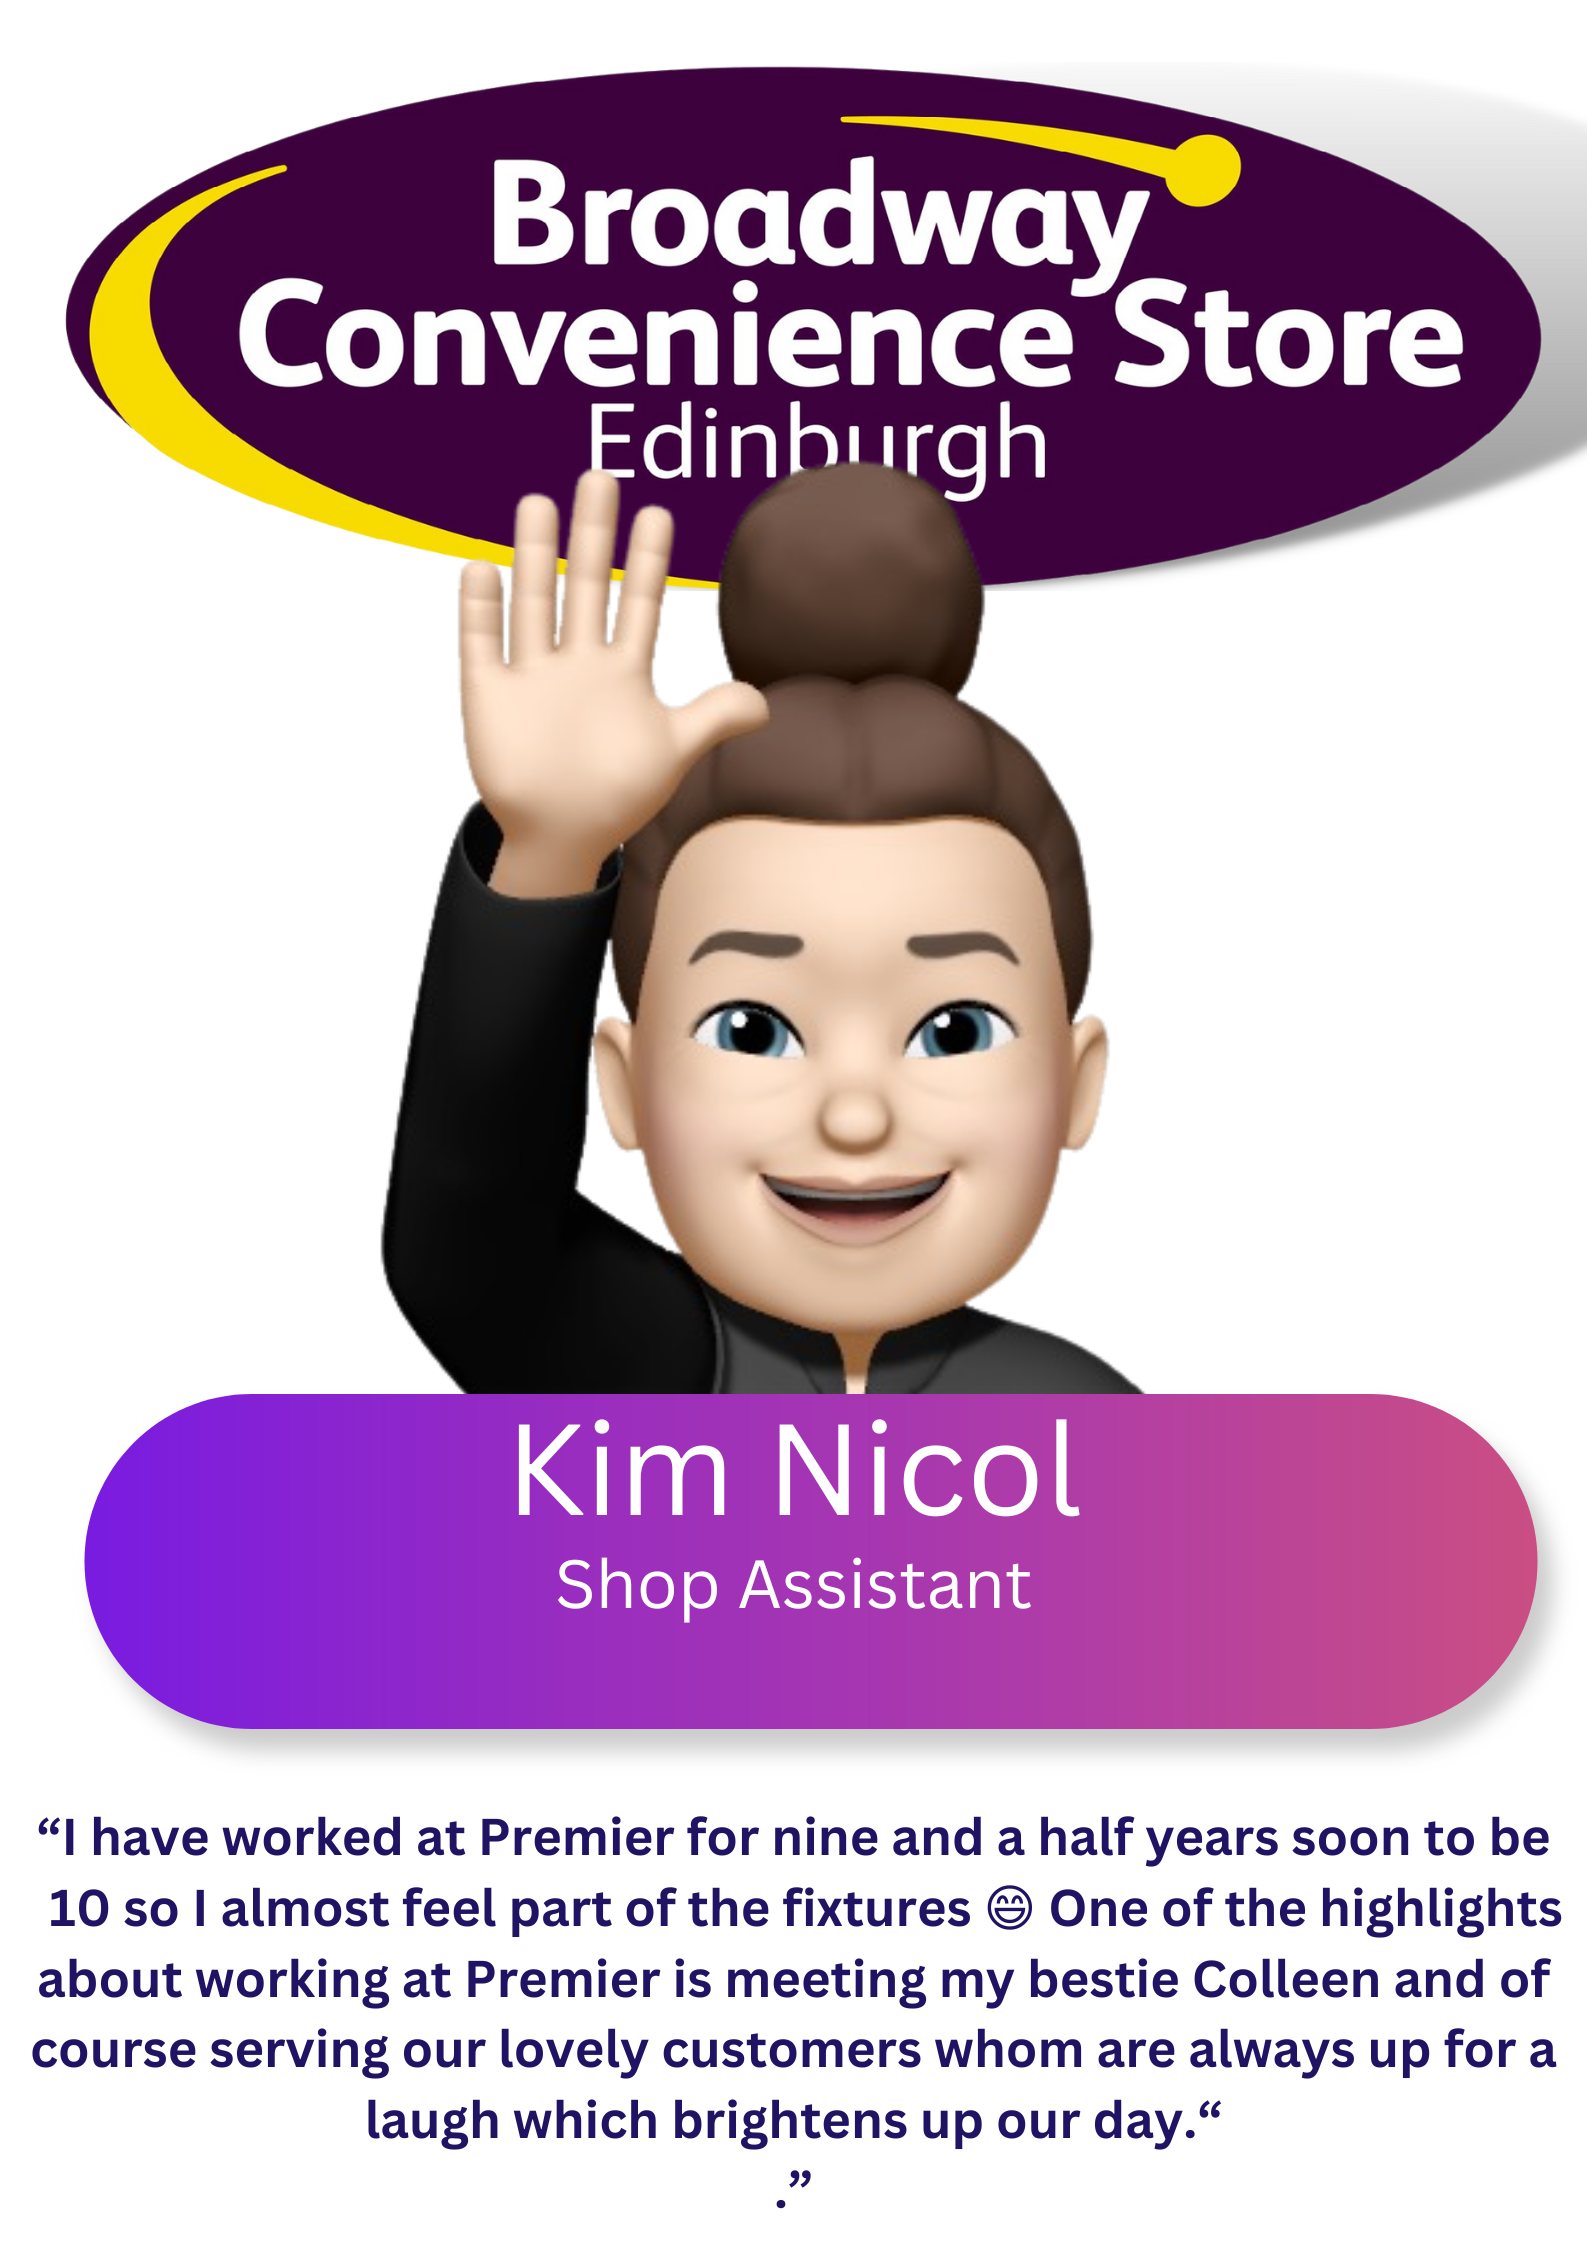 Broadway
Convenience Store
Edinburgh
Kim Nicol
Shop Assistant
“I have worked at Premier for nine and a half years soon to be
10 so I almost feel part of the fixtures 😄 One of the highlights
about working at Premier is meeting my bestie Colleen and of
course serving our lovely customers whom are always up for a
laugh which brightens up our day.“
.”